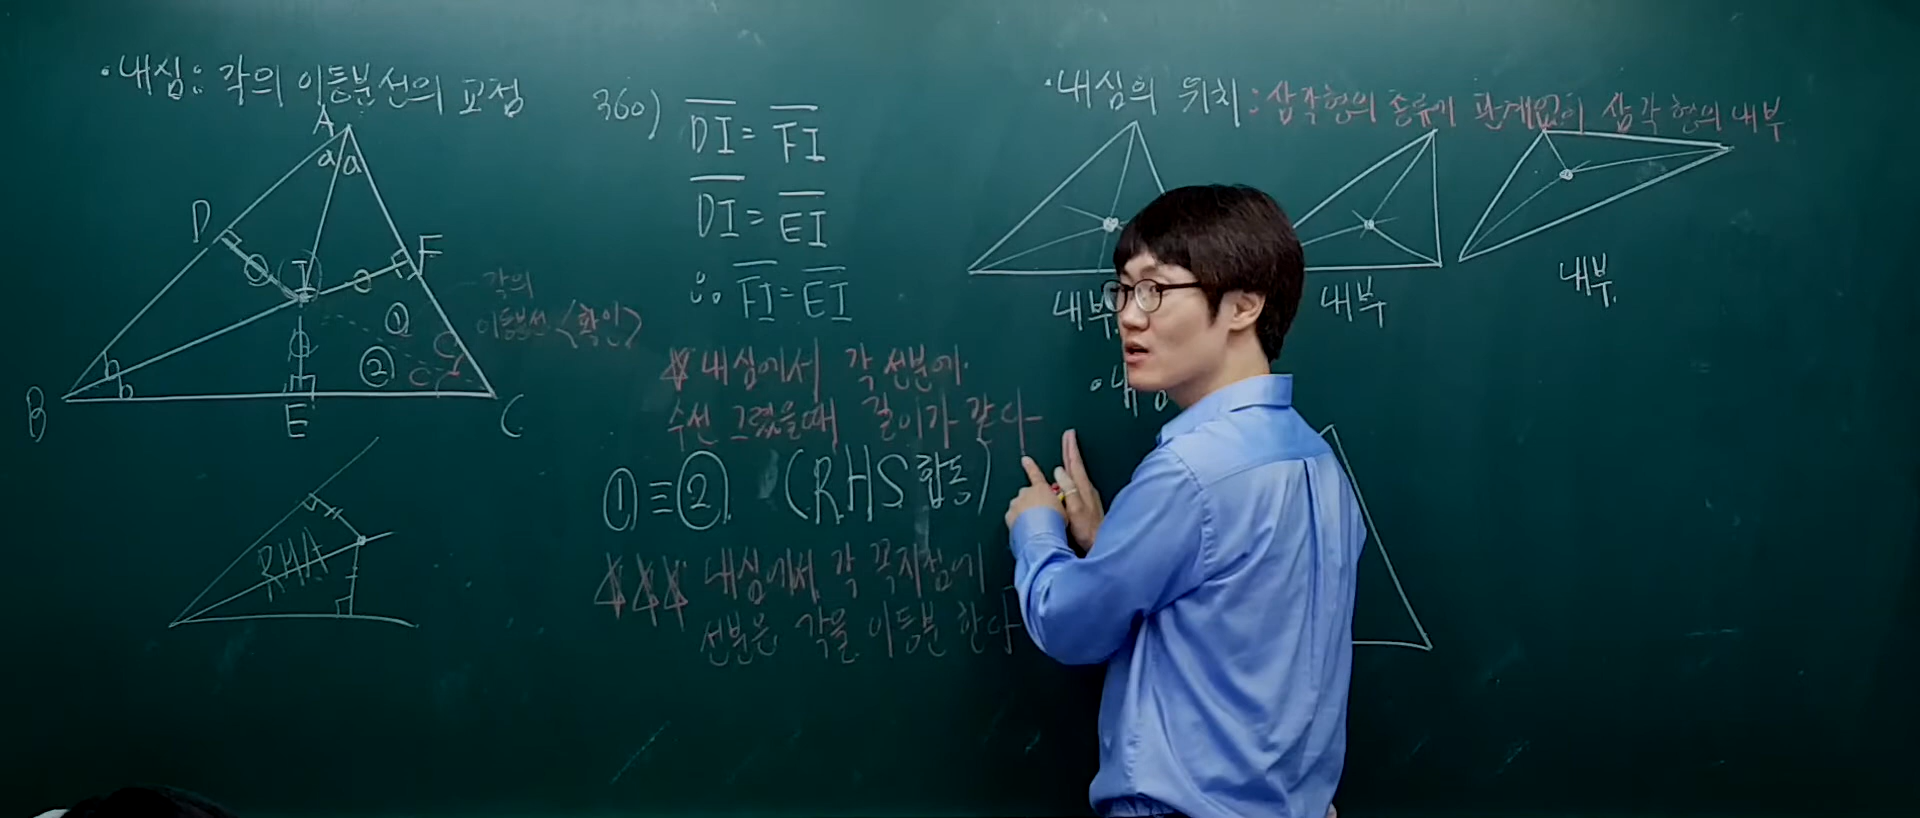 ·내심: 각의 이등분선의 교점
A
a a
D
F
I
각의
이등분선 <확인>
①
②
b
b
c
c
B
E
C
RHA
360)
DI = FI
DI = EI
∴ FI = EI
☆ 내심에서 각 선분에
수선 그렸을때 길이가 같다
① ≡ ② (RHS 합동)
☆☆☆ 내심에서 각 꼭지점에
선분은 각을 이등분 한다
·내심의 위치: 삼각형의 종류에 관계없이 삼각형의 내부
내부
내부
내부